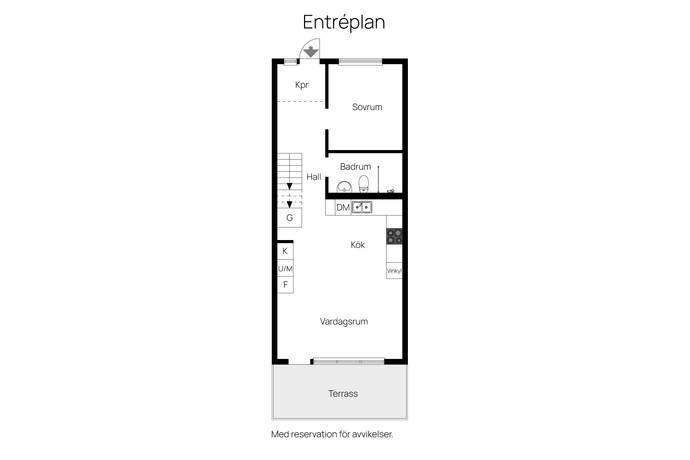 Entréplan
Kpr
Sovrum
Badrum
Hall
DM
G
Kök
K
U/M
Vinkyl
F
Vardagsrum
Terrass
Med reservation för avvikelser.